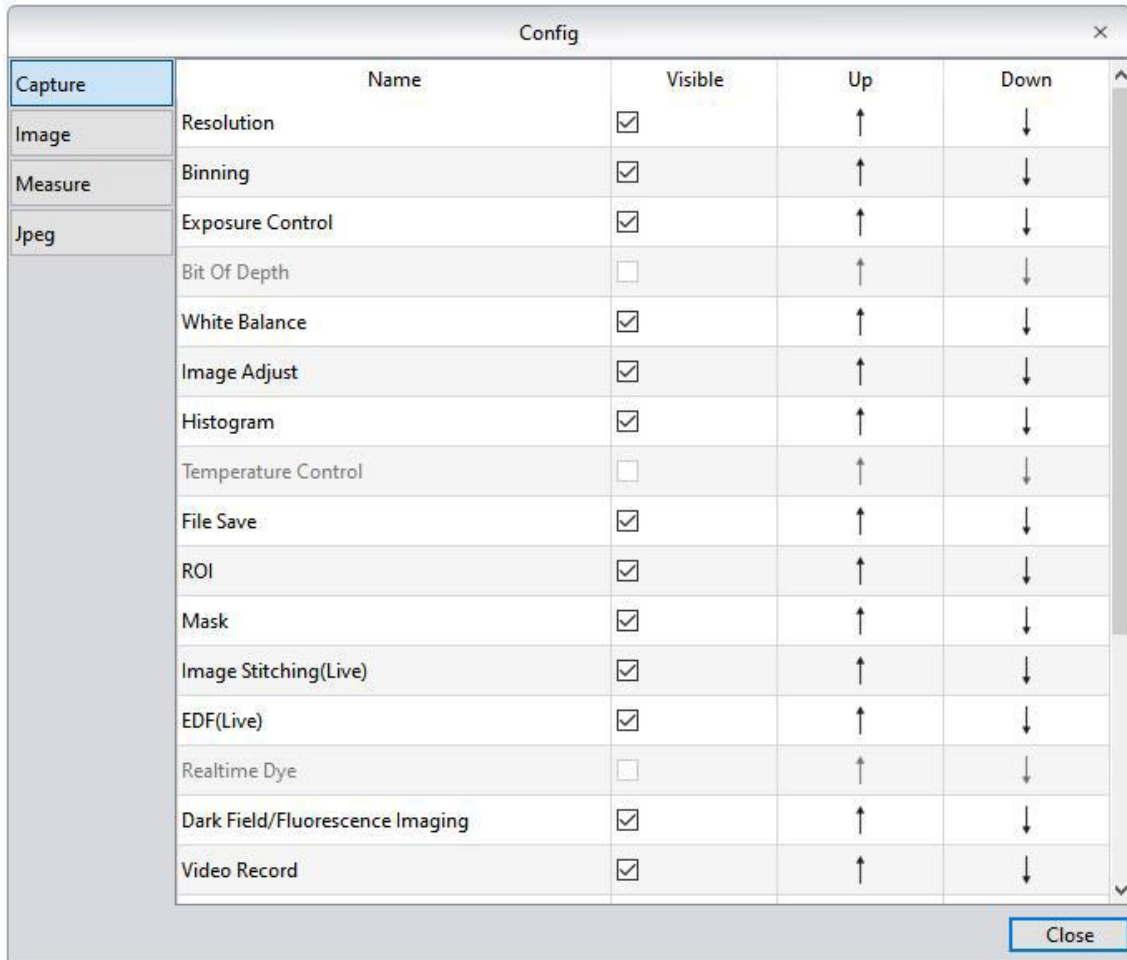 Config
Capture
Image
Measure
Jpeg
Name Visible Up Down
Resolution
Binning
Exposure Control
Bit Of Depth
White Balance
Image Adjust
Histogram
Temperature Control
File Save
ROI
Mask
Image Stitching(Live)
EDF(Live)
Realtime Dye
Dark Field/Fluorescence Imaging
Video Record
Close